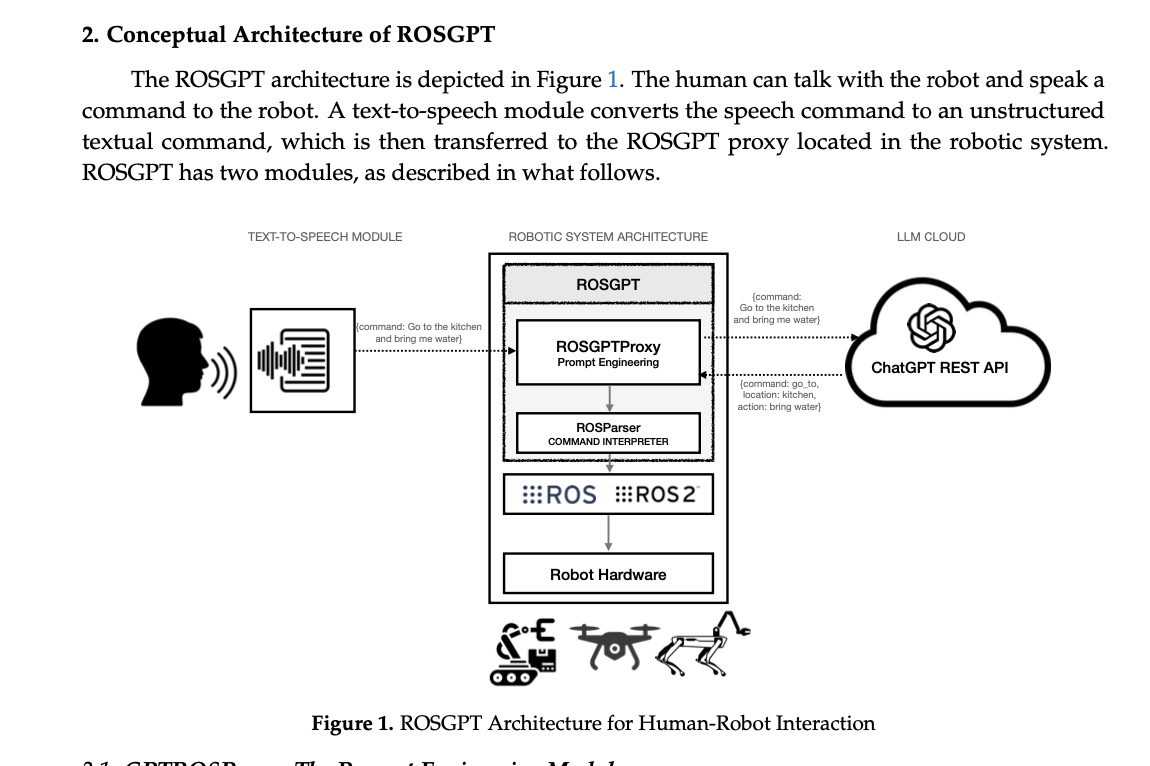 2. Conceptual Architecture of ROSGPT
The ROSGPT architecture is depicted in Figure 1. The human can talk with the robot and speak a
command to the robot. A text-to-speech module converts the speech command to an unstructured
textual command, which is then transferred to the ROSGPT proxy located in the robotic system.
ROSGPT has two modules, as described in what follows.
TEXT-TO-SPEECH MODULE
ROBOTIC SYSTEM ARCHITECTURE
LLM CLOUD
ROSGPT
{command: Go to the kitchen
and bring me water}
ROSGPTProxy
Prompt Engineering
{command:
Go to the kitchen
and bring me water}
ChatGPT REST API
{command: go_to,
location: kitchen,
action: bring water}
ROSParser
COMMAND INTERPRETER
ROS ROS 2
Robot Hardware
Figure 1. ROSGPT Architecture for Human-Robot Interaction